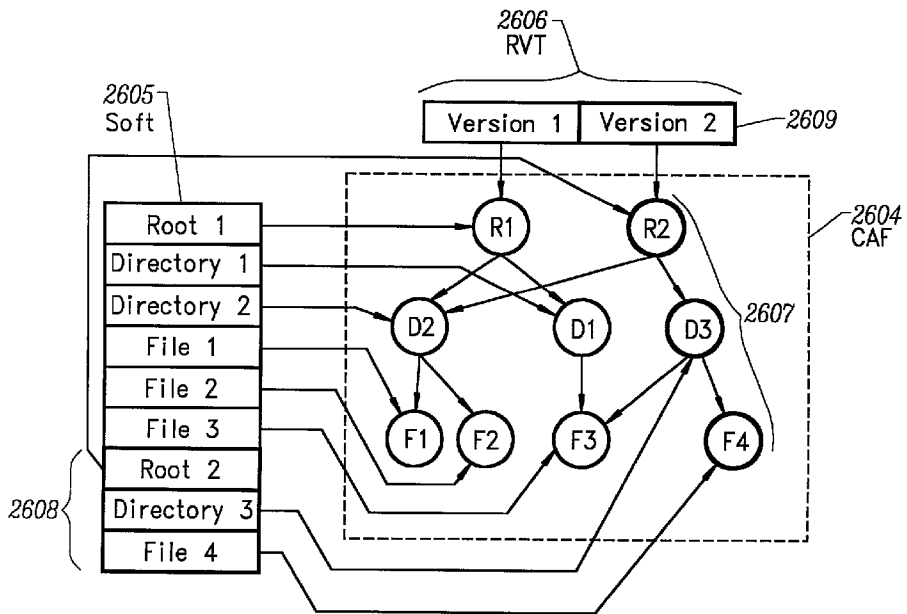 2606
RVT
2605
Soft
Version 1
Version 2
2609
Root 1
Directory 1
Directory 2
File 1
File 2
File 3
Root 2
Directory 3
File 4
2608
R1
R2
2604
CAF
D2
D1
D3
2607
F1
F2
F3
F4